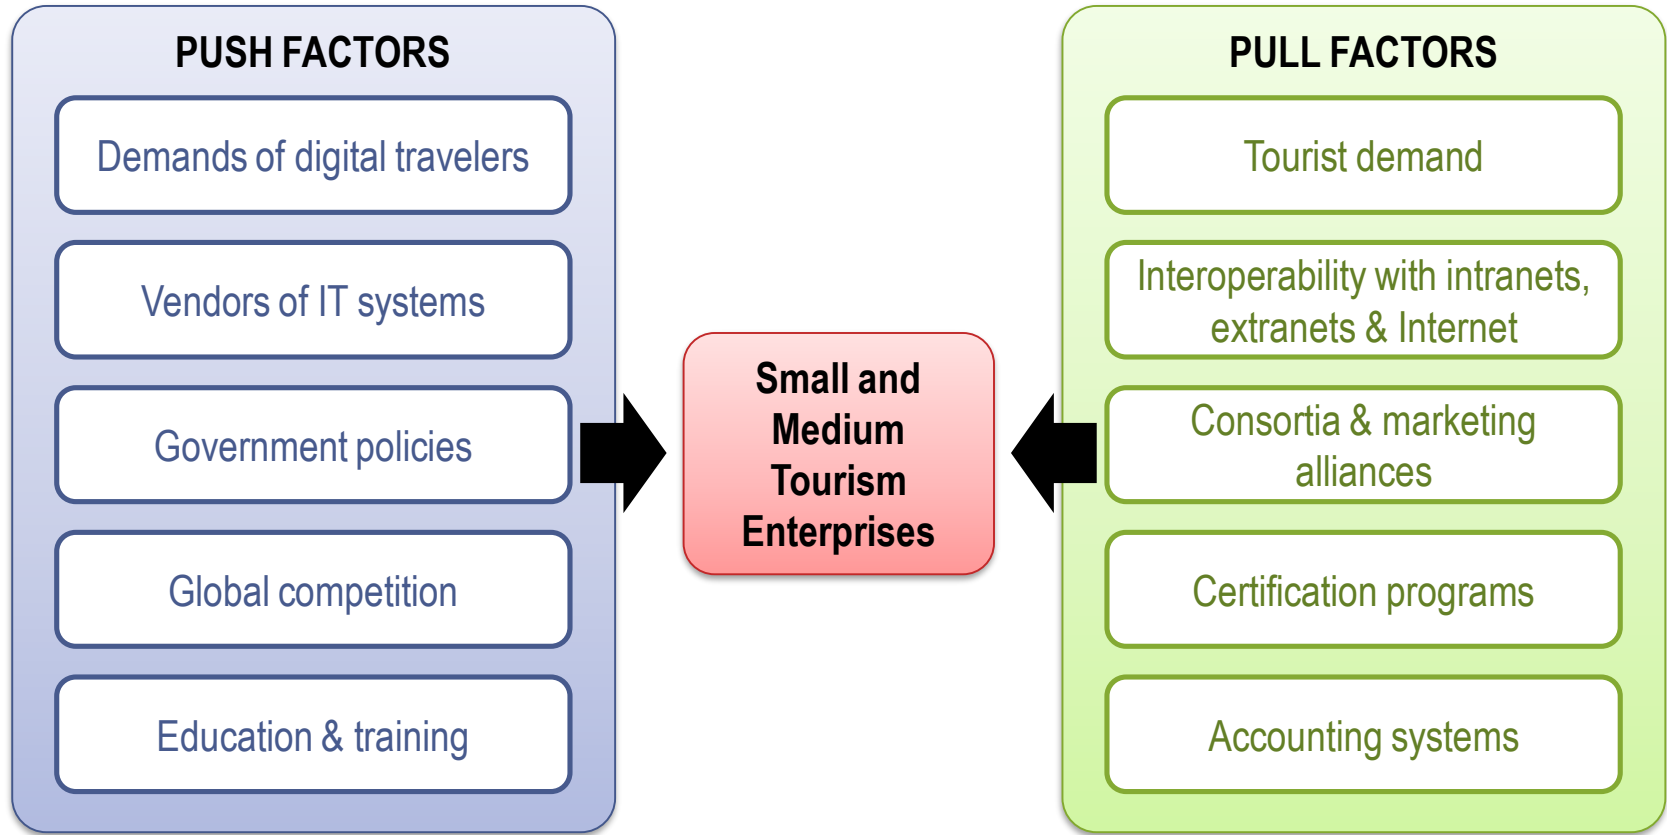 PUSH FACTORS
Demands of digital travelers
Vendors of IT systems
Government policies
Global competition
Education & training
Small and
Medium
Tourism
Enterprises
PULL FACTORS
Tourist demand
Interoperability with intranets,
extranets & Internet
Consortia & marketing
alliances
Certification programs
Accounting systems